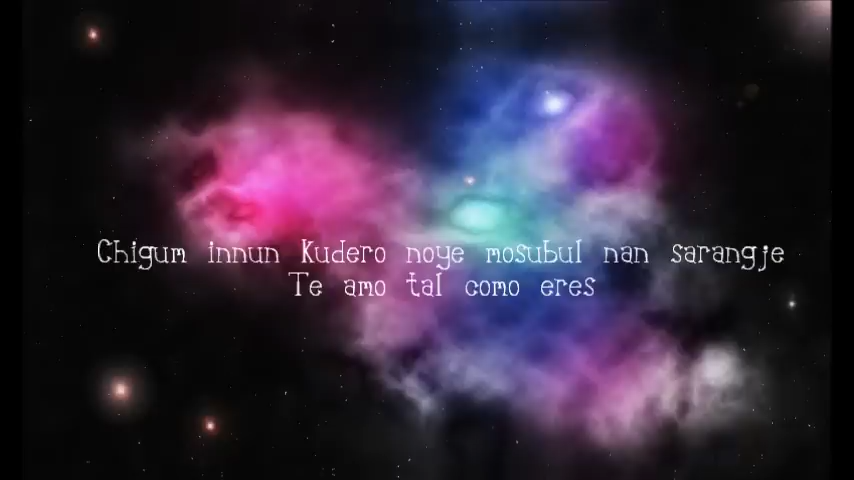 Chigum innun Kudero noye mosubul nan sarangje
Te amo tal como eres